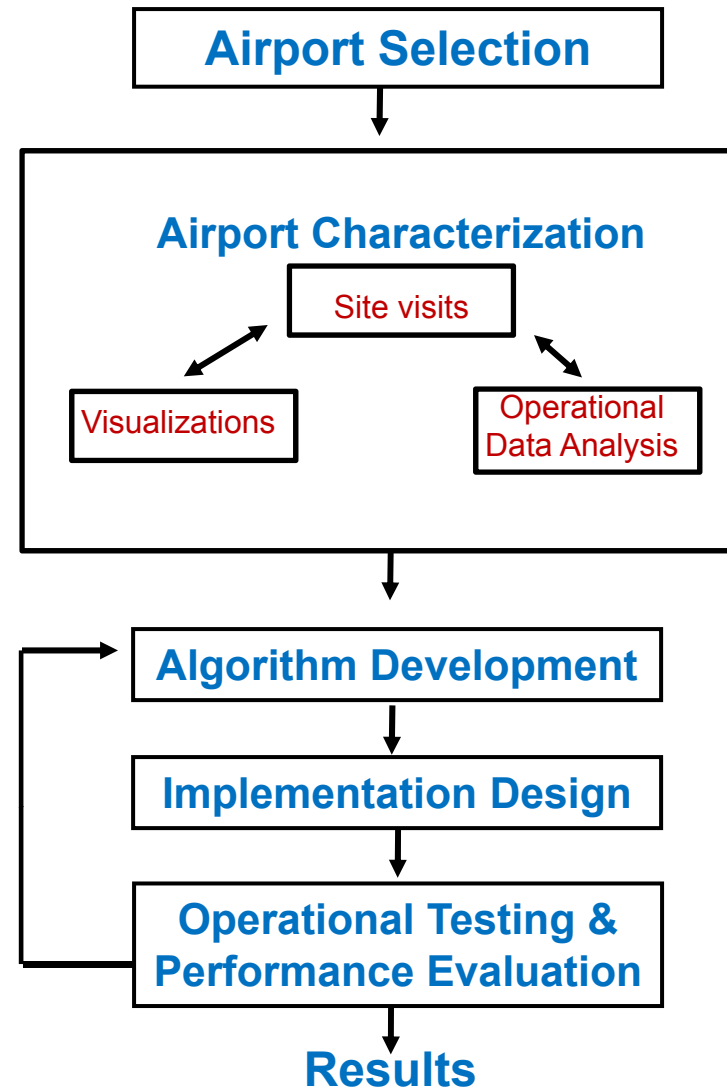 Airport Selection
Airport Characterization
Site visits
Visualizations
Operational
Data Analysis
Algorithm Development
Implementation Design
Operational Testing &
Performance Evaluation
Results